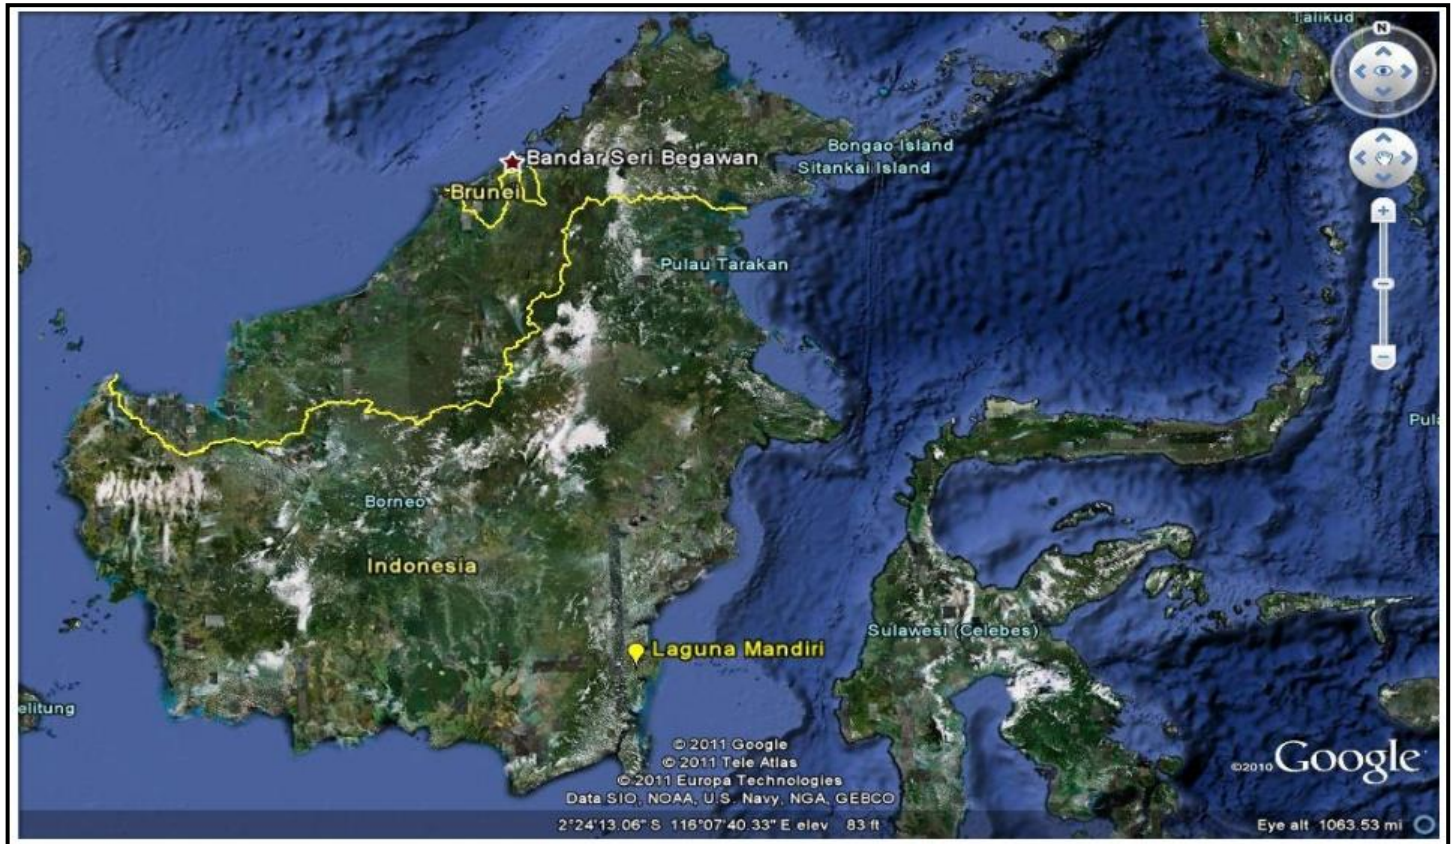 Talikud
N
Bandar Seri Begawan
Bongao Island
Sitankai Island
Brunei
Pulau Tarakan
Pula
Borneo
Indonesia
Sulawesi (Celebes)
Laguna Mandiri
elitung
© 2011 Google
© 2011 Tele Atlas
© 2011 Europa Technologies
Data SIO, NOAA, U.S. Navy, NGA, GEBCO
©2010 Google
2°24'13.06" S 116°07'40.33" E elev 83 ft
Eye alt 1063.53 mi